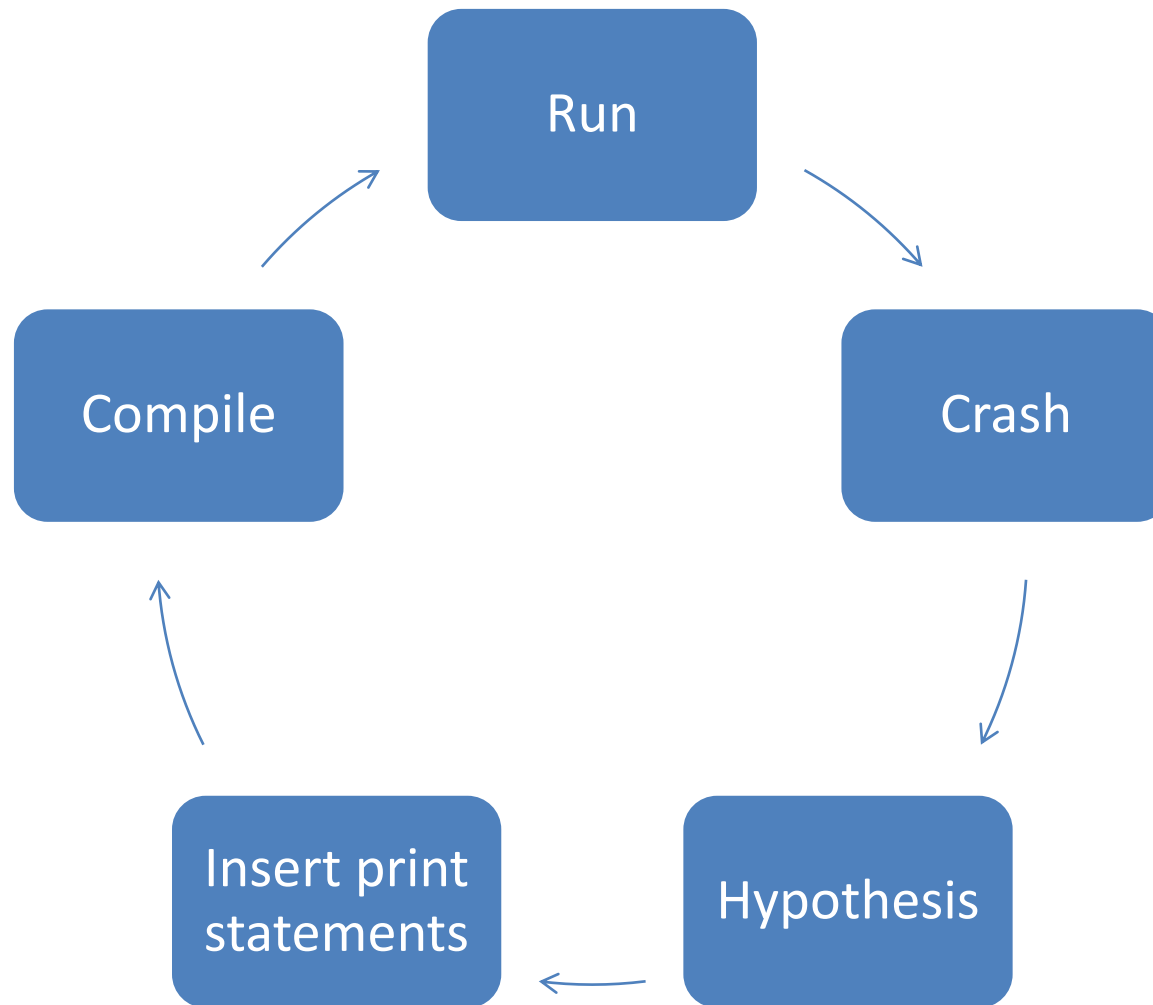 Run
Crash
Hypothesis
Insert print
statements
Compile